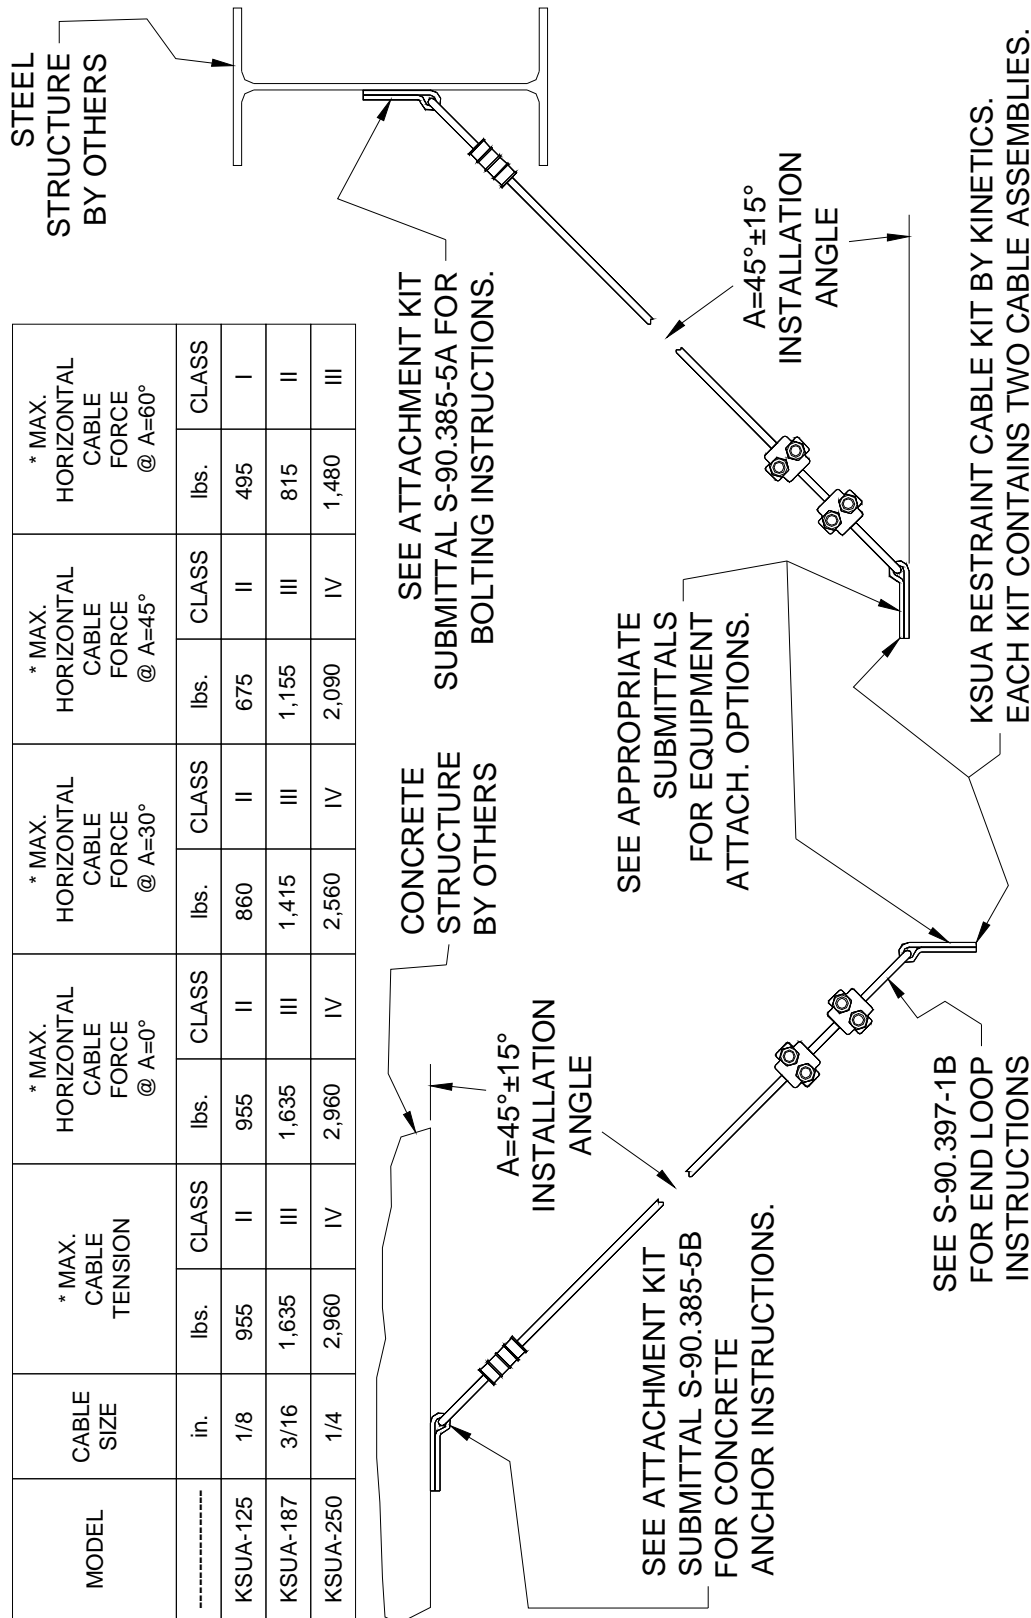 MODEL
CABLE
SIZE
* MAX.
CABLE
TENSION
* MAX.
HORIZONTAL
CABLE
FORCE
@ A=0°
* MAX.
HORIZONTAL
CABLE
FORCE
@ A=30°
* MAX.
HORIZONTAL
CABLE
FORCE
@ A=45°
* MAX.
HORIZONTAL
CABLE
FORCE
@ A=60°
------------ in. lbs. CLASS lbs. CLASS lbs. CLASS lbs. CLASS lbs. CLASS
KSUA-125 1/8 955 II 955 II 860 II 675 II 495 I
KSUA-187 3/16 1,635 III 1,635 III 1,415 III 1,155 III 815 II
KSUA-250 1/4 2,960 IV 2,960 IV 2,560 IV 2,090 IV 1,480 III
STEEL
STRUCTURE
BY OTHERS
CONCRETE
STRUCTURE
BY OTHERS
SEE ATTACHMENT KIT
SUBMITTAL S-90.385-5A FOR
BOLTING INSTRUCTIONS.
A=45°±15°
INSTALLATION
ANGLE
A=45°±15°
INSTALLATION
ANGLE
SEE APPROPRIATE
SUBMITTALS
FOR EQUIPMENT
ATTACH. OPTIONS.
SEE ATTACHMENT KIT
SUBMITTAL S-90.385-5B
FOR CONCRETE
ANCHOR INSTRUCTIONS.
SEE S-90.397-1B
FOR END LOOP
INSTRUCTIONS
KSUA RESTRAINT CABLE KIT BY KINETICS.
EACH KIT CONTAINS TWO CABLE ASSEMBLIES.